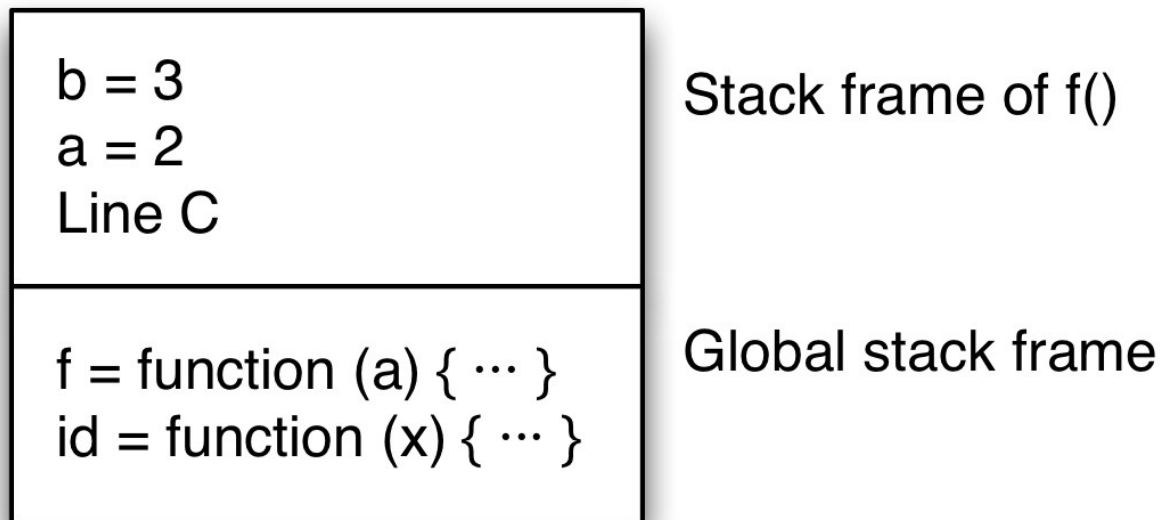 b = 3
a = 2
Line C
Stack frame of f()
f = function (a) { ··· }
id = function (x) { ··· }
Global stack frame